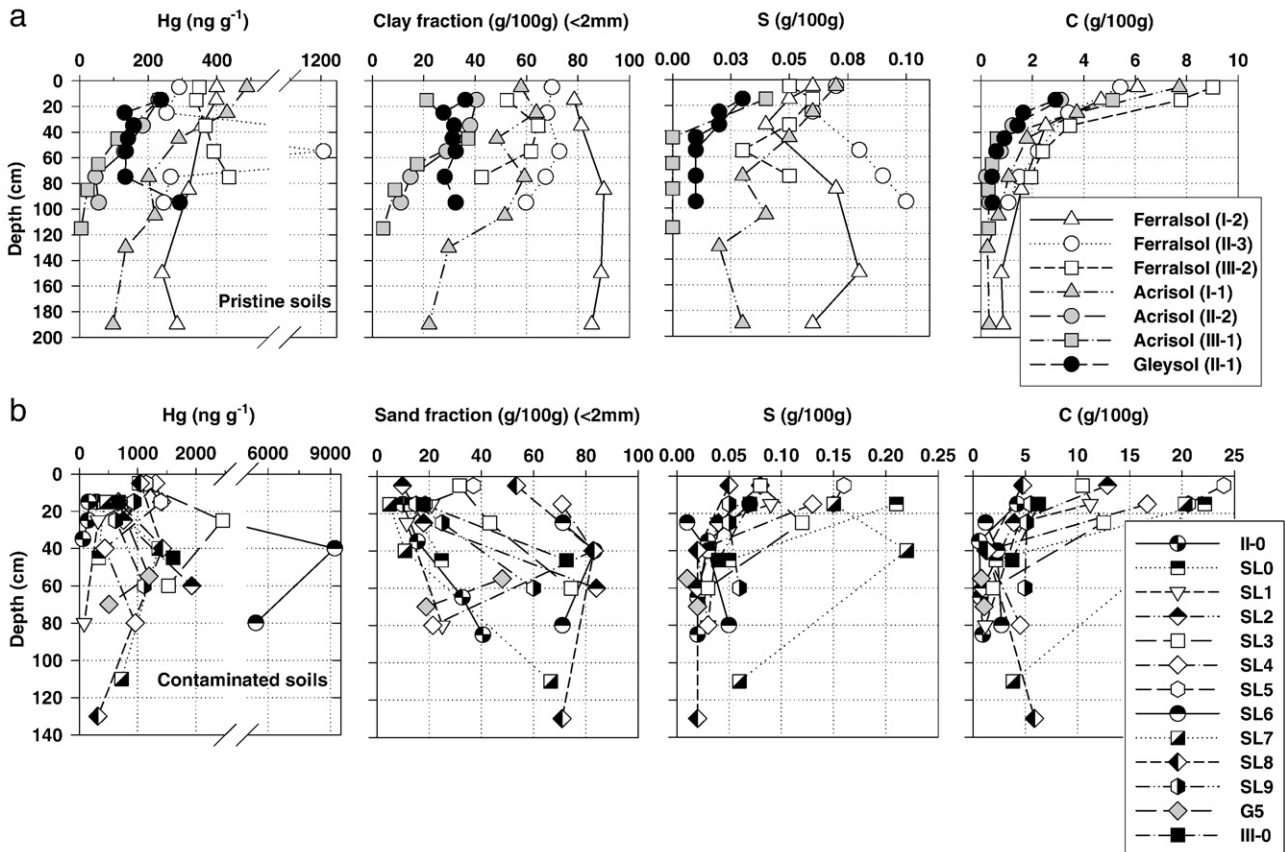 a
Hg (ng g⁻¹) Clay fraction (g/100g) (<2mm) S (g/100g) C (g/100g)
0 200 400 1200 0 20 40 60 80 100 0.00 0.03 0.05 0.08 0.10 0 2 4 6 8 10
Depth (cm)
0
20
40
60
80
100
120
140
160
180
200
Pristine soils
Ferralsol (I-2)
Ferralsol (II-3)
Ferralsol (III-2)
Acrisol (I-1)
Acrisol (II-2)
Acrisol (III-1)
Gleysol (II-1)
b
Hg (ng g⁻¹) Sand fraction (g/100g) (<2mm) S (g/100g) C (g/100g)
0 1000 2000 6000 9000 0 20 40 60 80 100 0.00 0.05 0.10 0.15 0.20 0.25 0 5 10 15 20 25
Depth (cm)
0
20
40
60
80
100
120
140
Contaminated soils
II-0
SL0
SL1
SL2
SL3
SL4
SL5
SL6
SL7
SL8
SL9
G5
III-0